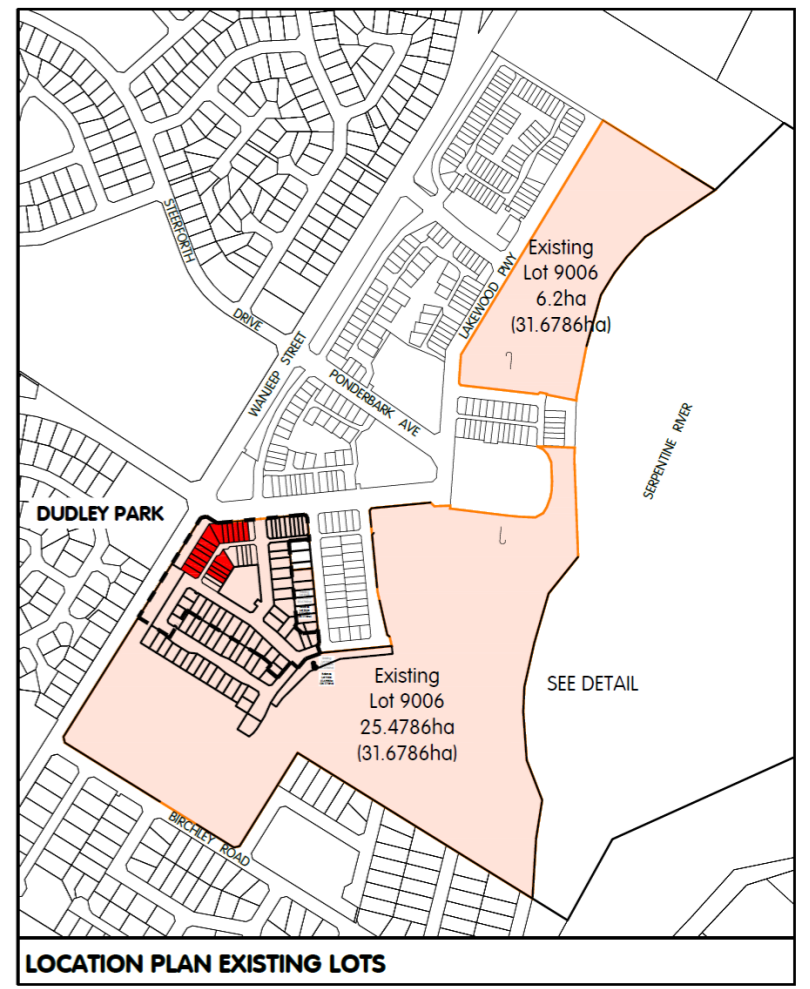 STEERFORTH
DRIVE
WANJEEP STREET
PONDERBARK AVE
LAKEWOOD PWY
Existing
Lot 9006
6.2ha
(31.6786ha)
SERPENTINE RIVER
DUDLEY PARK
Existing
Lot 9006
25.4786ha
(31.6786ha)
SEE DETAIL
BIRCHLEY ROAD
LOCATION PLAN EXISTING LOTS